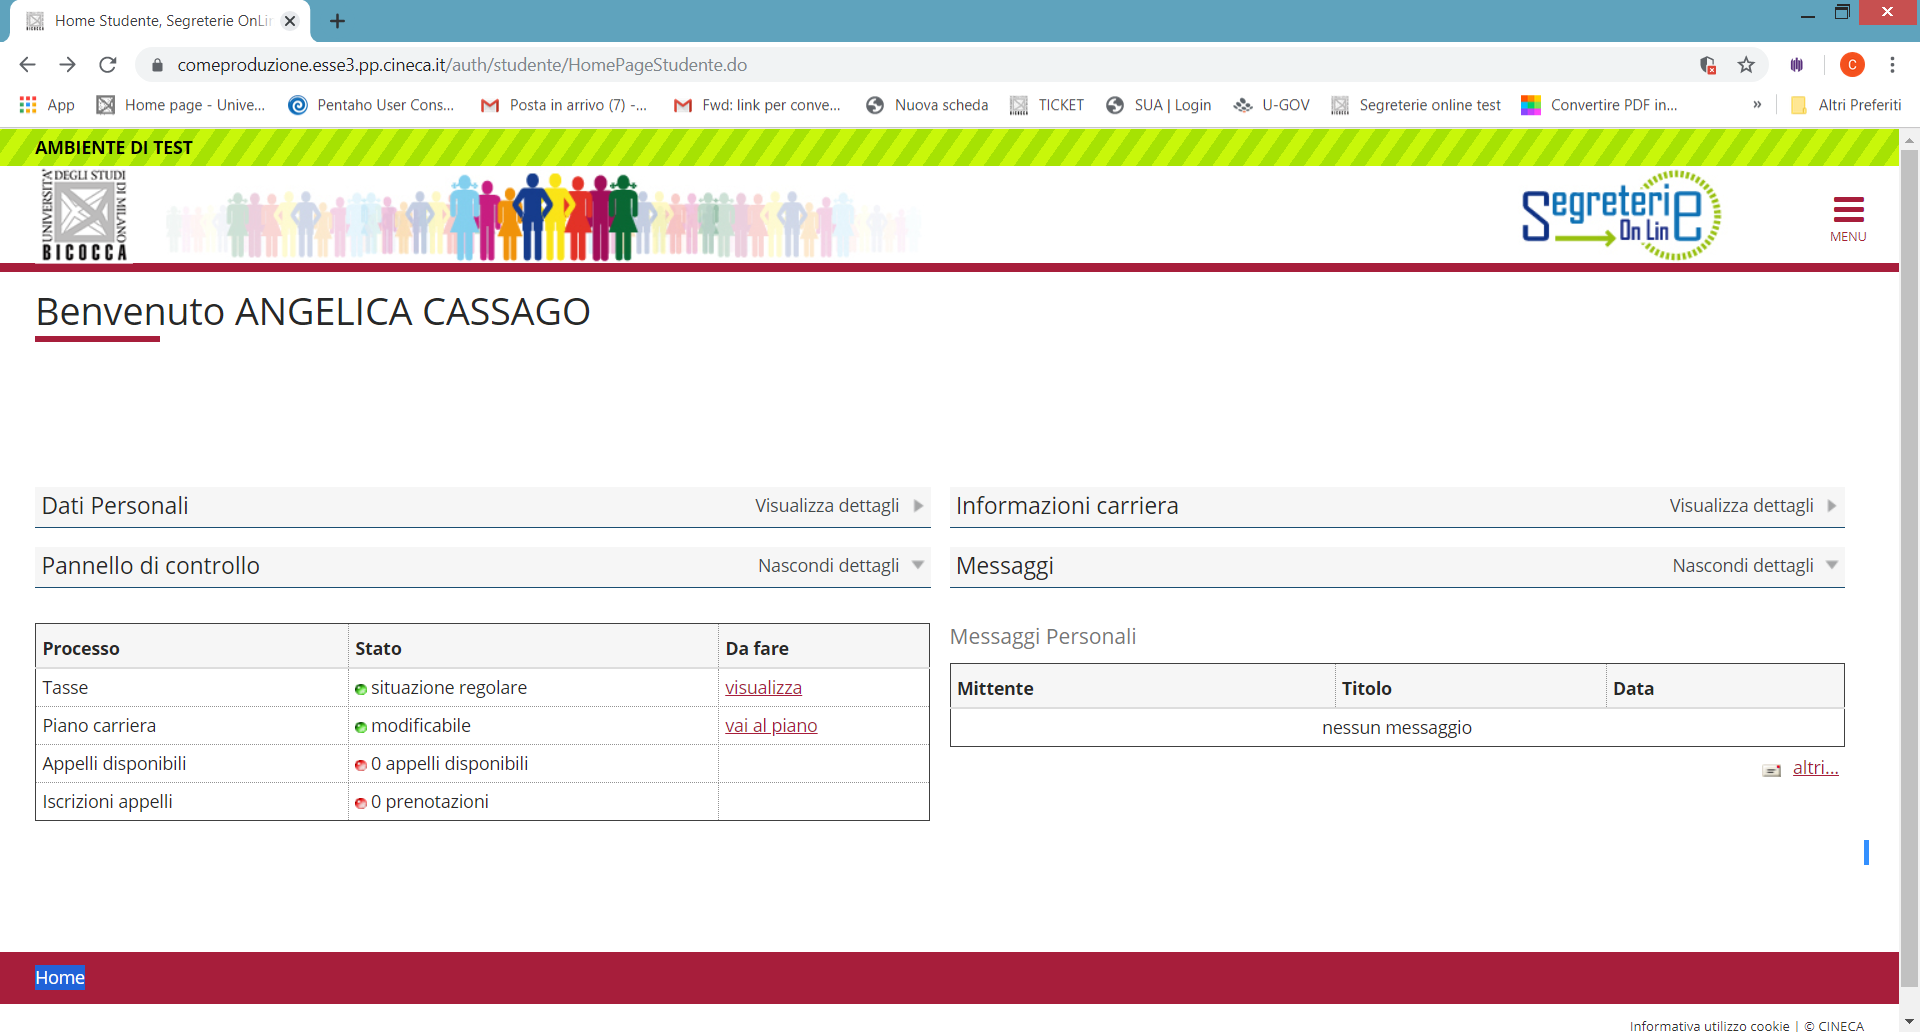 Home Studente, Segreterie OnLin
comeproduzione.esse3.pp.cineca.it/auth/studente/HomePageStudente.do
C
App Home page - Unive... Pentaho User Cons... Posta in arrivo (7) -... Fwd: link per conve... Nuova scheda TICKET SUA | Login U-GOV Segreterie online test Convertire PDF in... » Altri Preferiti
AMBIENTE DI TEST
UNIVERSITA' DEGLI STUDI DI MILANO BICOCCA
Segreterie On LinE
MENU
Benvenuto ANGELICA CASSAGO
Dati Personali Visualizza dettagli
Informazioni carriera Visualizza dettagli
Pannello di controllo Nascondi dettagli
Messaggi Nascondi dettagli
Processo Stato Da fare
Tasse situazione regolare visualizza
Piano carriera modificabile vai al piano
Appelli disponibili 0 appelli disponibili
Iscrizioni appelli 0 prenotazioni
Messaggi Personali
Mittente Titolo Data
nessun messaggio
altri...
Home
Informativa utilizzo cookie | © CINECA